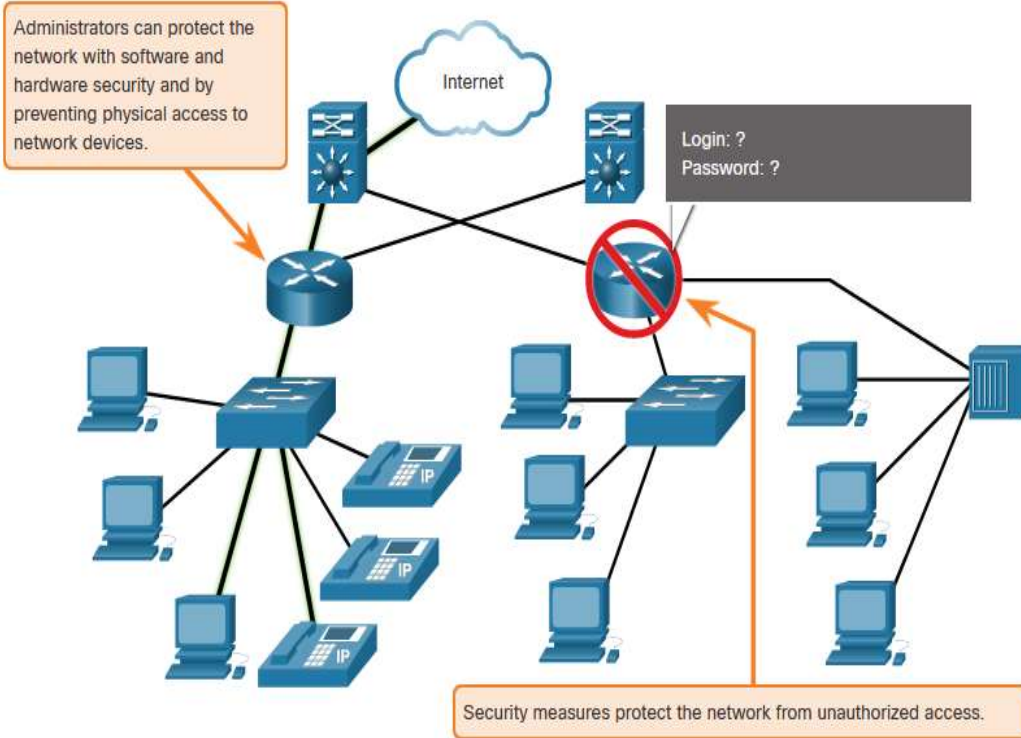 Administrators can protect the
network with software and
hardware security and by
preventing physical access to
network devices.
Internet
Login: ?
Password: ?
IP
IP
IP
Security measures protect the network from unauthorized access.